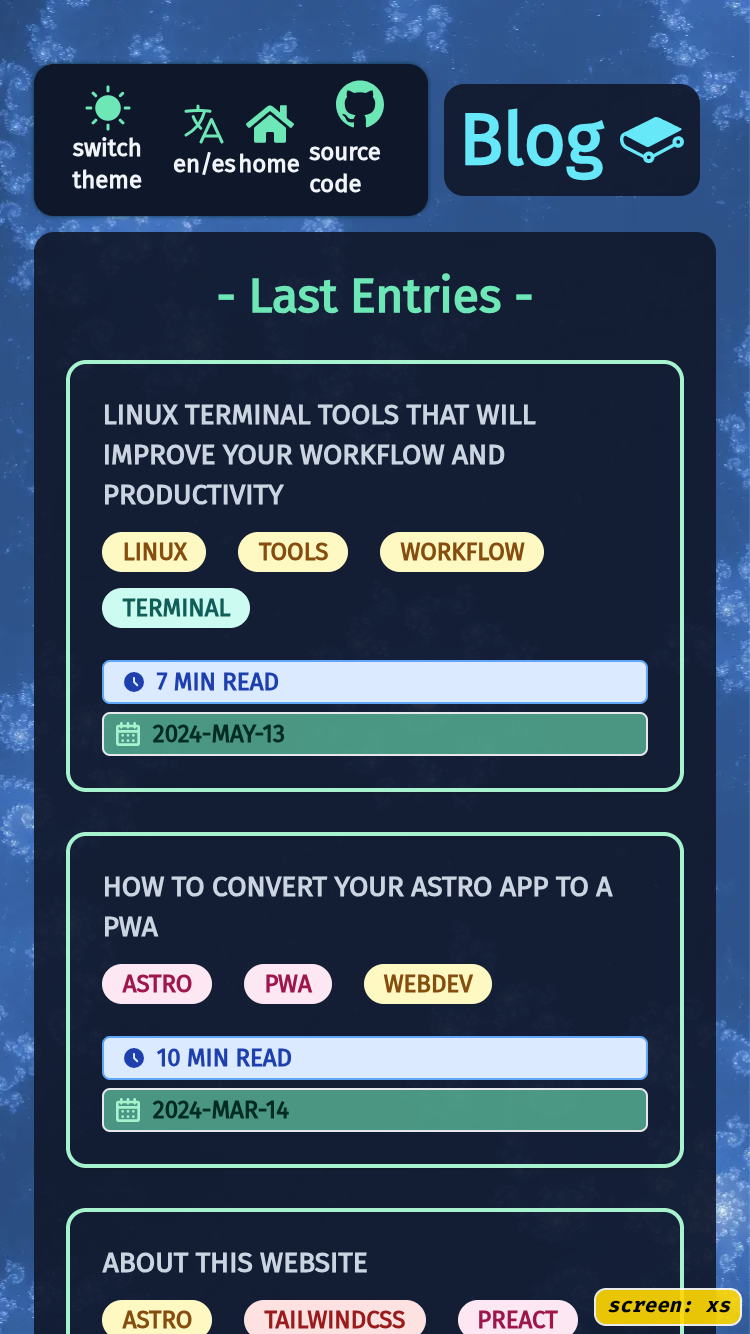 switch
theme
en/es
home
source
code
Blog
- Last Entries -
LINUX TERMINAL TOOLS THAT WILL
IMPROVE YOUR WORKFLOW AND
PRODUCTIVITY
LINUX TOOLS WORKFLOW
TERMINAL
7 MIN READ
2024-MAY-13
HOW TO CONVERT YOUR ASTRO APP TO A
PWA
ASTRO PWA WEBDEV
10 MIN READ
2024-MAR-14
ABOUT THIS WEBSITE
ASTRO TAILWINDCSS PREACT
screen: xs